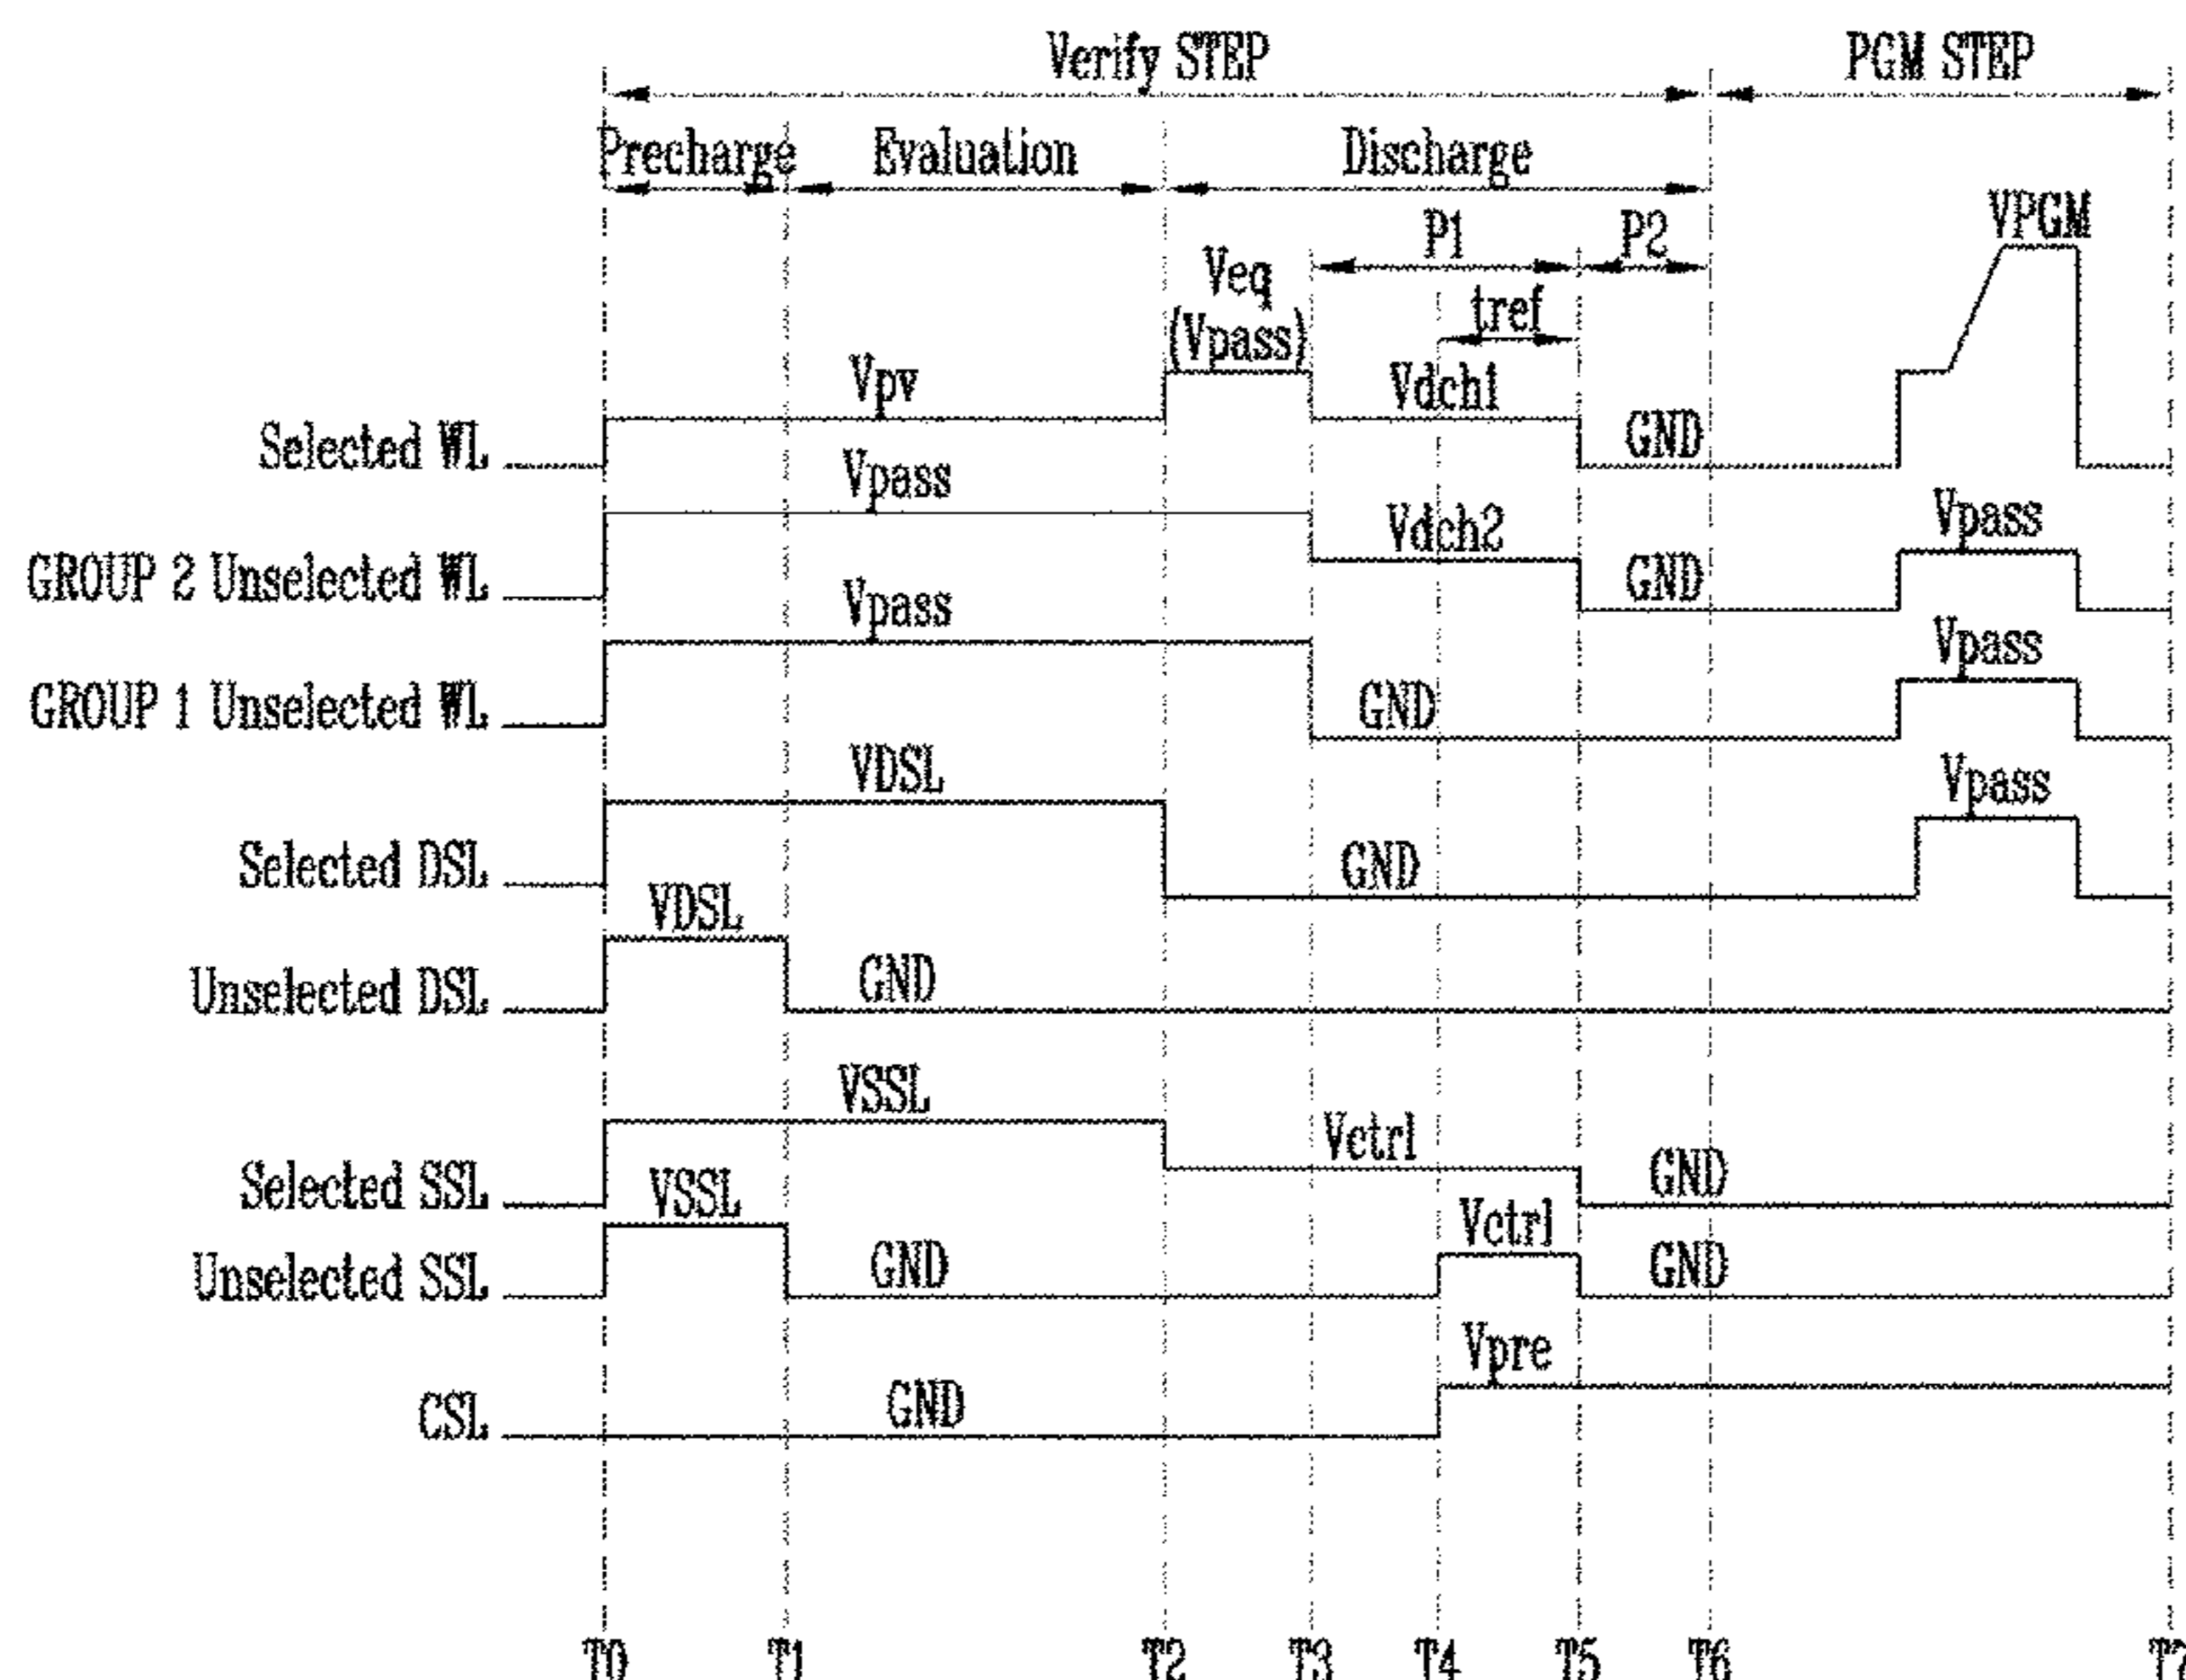 Verify STEP
PGM STEP
Precharge
Evaluation
Discharge
P1
P2
VPGM
Veq
(Vpass)
tref
Vpv
Vdch1
GND
Selected WL
Vpass
Vdch2
GND
Vpass
GROUP 2 Unselected WL
Vpass
GND
Vpass
GROUP 1 Unselected WL
VDSL
GND
Vpass
Selected DSL
VDSL
GND
Unselected DSL
VSSL
Vctrl
GND
Selected SSL
VSSL
GND
Vctrl
GND
Unselected SSL
Vpre
GND
CSL
T0 T1 T2 T3 T4 T5 T6 T7